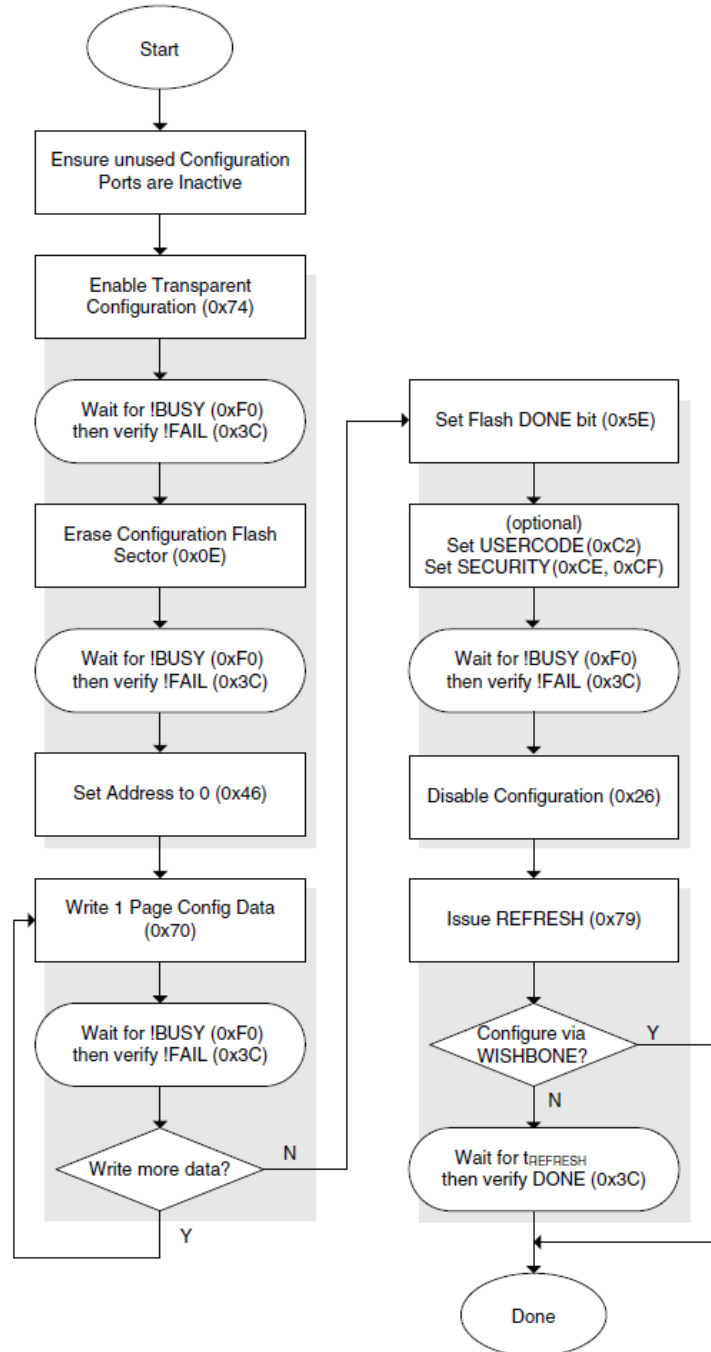 Start
Ensure unused Configuration
Ports are Inactive
Enable Transparent
Configuration (0x74)
Wait for !BUSY (0xF0)
then verify !FAIL (0x3C)
Erase Configuration Flash
Sector (0x0E)
Wait for !BUSY (0xF0)
then verify !FAIL (0x3C)
Set Address to 0 (0x46)
Write 1 Page Config Data
(0x70)
Wait for !BUSY (0xF0)
then verify !FAIL (0x3C)
Write more data?
N
Y
Set Flash DONE bit (0x5E)
(optional)
Set USERCODE(0xC2)
Set SECURITY(0xCE, 0xCF)
Wait for !BUSY (0xF0)
then verify !FAIL (0x3C)
Disable Configuration (0x26)
Issue REFRESH (0x79)
Configure via
WISHBONE?
Y
N
Wait for tREFRESH
then verify DONE (0x3C)
Done